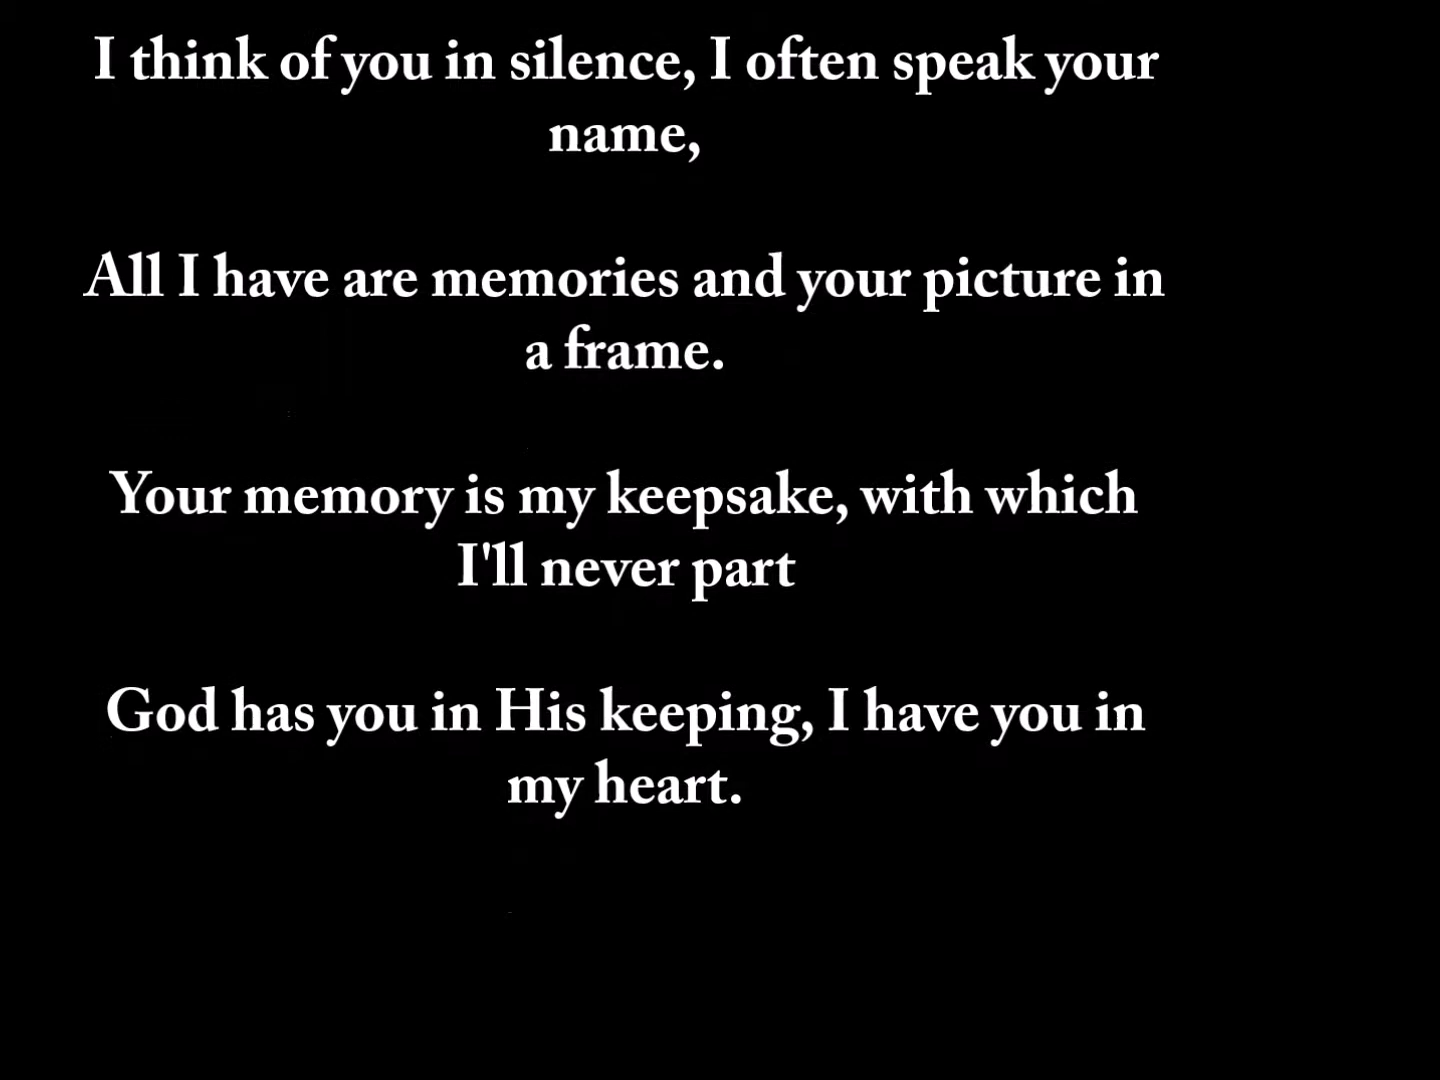 I think of you in silence, I often speak your
name,
All I have are memories and your picture in
a frame.
Your memory is my keepsake, with which
I'll never part
God has you in His keeping, I have you in
my heart.